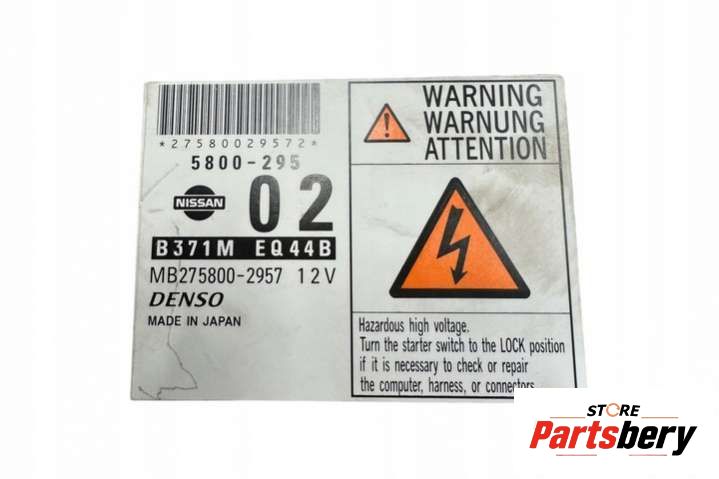 *27580029572*
5800-295
NISSAN
02
B371M EQ44B
MB275800-2957 12V
DENSO
MADE IN JAPAN
WARNING
WARNUNG
ATTENTION
Hazardous high voltage.
Turn the starter switch to the LOCK position
if it is necessary to check or repair
the computer, harness, or connectors.
STORE
Partsbery